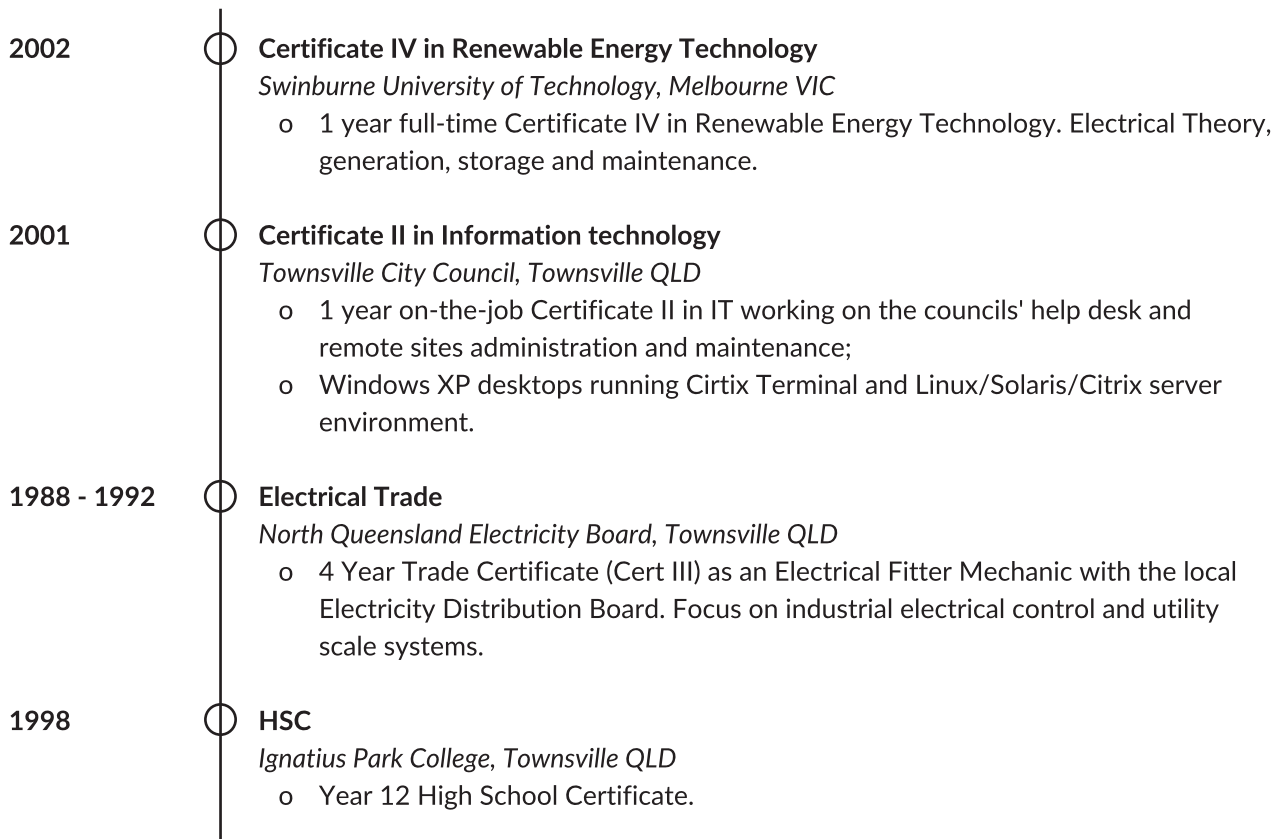 2002
Certificate IV in Renewable Energy Technology
Swinburne University of Technology, Melbourne VIC
o 1 year full-time Certificate IV in Renewable Energy Technology. Electrical Theory,
generation, storage and maintenance.
2001
Certificate II in Information technology
Townsville City Council, Townsville QLD
o 1 year on-the-job Certificate II in IT working on the councils' help desk and
remote sites administration and maintenance;
o Windows XP desktops running Cirtix Terminal and Linux/Solaris/Citrix server
environment.
1988 - 1992
Electrical Trade
North Queensland Electricity Board, Townsville QLD
o 4 Year Trade Certificate (Cert III) as an Electrical Fitter Mechanic with the local
Electricity Distribution Board. Focus on industrial electrical control and utility
scale systems.
1998
HSC
Ignatius Park College, Townsville QLD
o Year 12 High School Certificate.